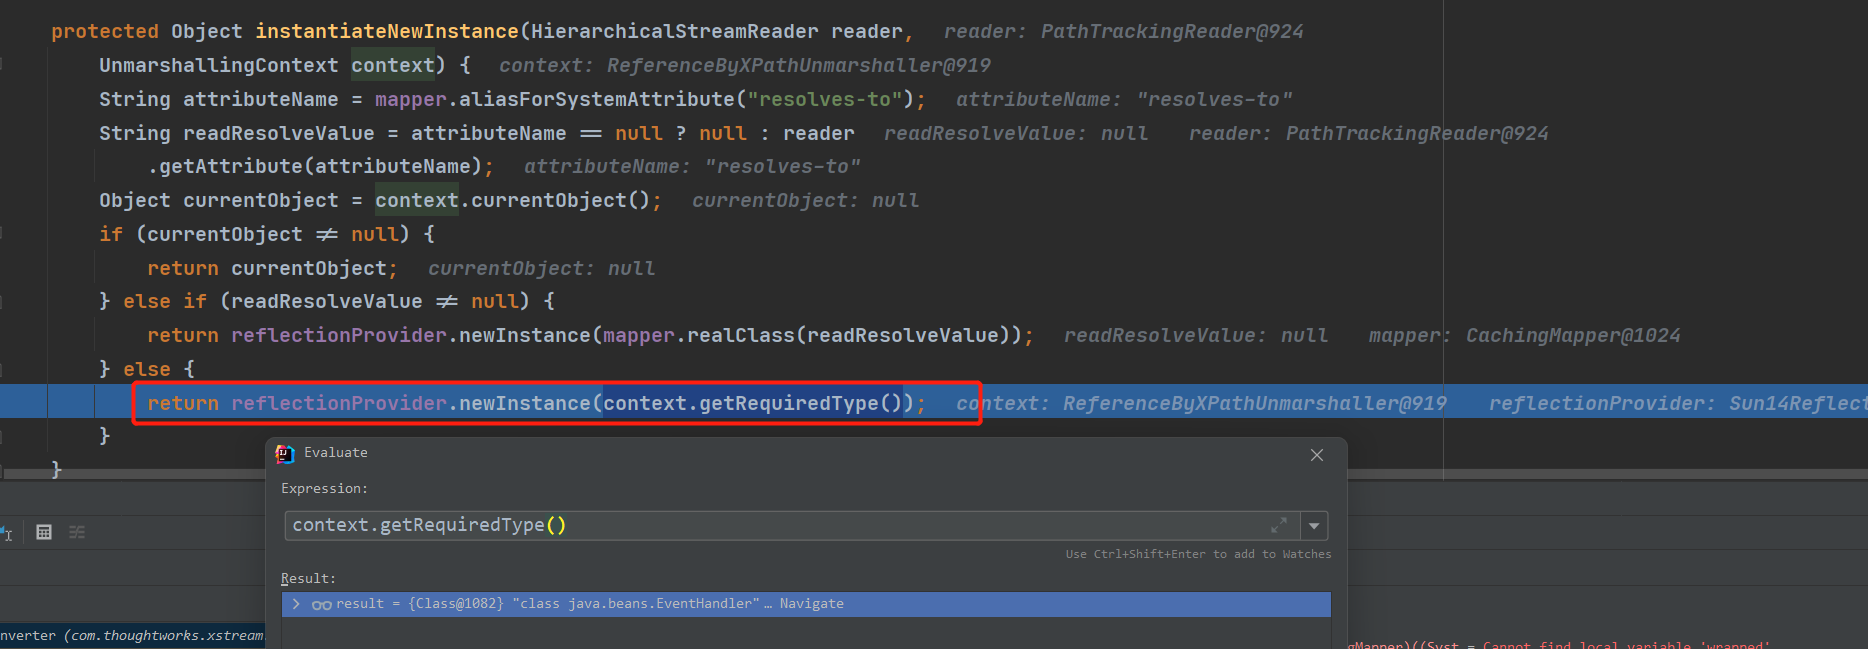 protected Object instantiateNewInstance(HierarchicalStreamReader reader,   reader: PathTrackingReader@924
UnmarshallingContext context) {   context: ReferenceByXPathUnmarshaller@919
String attributeName = mapper.aliasForSystemAttribute("resolves-to");   attributeName: "resolves-to"
String readResolveValue = attributeName == null ? null : reader   readResolveValue: null   reader: PathTrackingReader@924
.getAttribute(attributeName);   attributeName: "resolves-to"
Object currentObject = context.currentObject();   currentObject: null
if (currentObject != null) {
return currentObject;   currentObject: null
} else if (readResolveValue != null) {
return reflectionProvider.newInstance(mapper.realClass(readResolveValue));   readResolveValue: null   mapper: CachingMapper@1024
} else {
return reflectionProvider.newInstance(context.getRequiredType());   context: ReferenceByXPathUnmarshaller@919   reflectionProvider: Sun14Reflect
}
}
Evaluate
Expression:
context.getRequiredType()
Use Ctrl+Shift+Enter to add to Watches
Result:
result = {Class@1082} "class java.beans.EventHandler"… Navigate
nverter (com.thoughtworks.xstream.
gMapper)((Syst = Cannot find local variable 'wrapped'